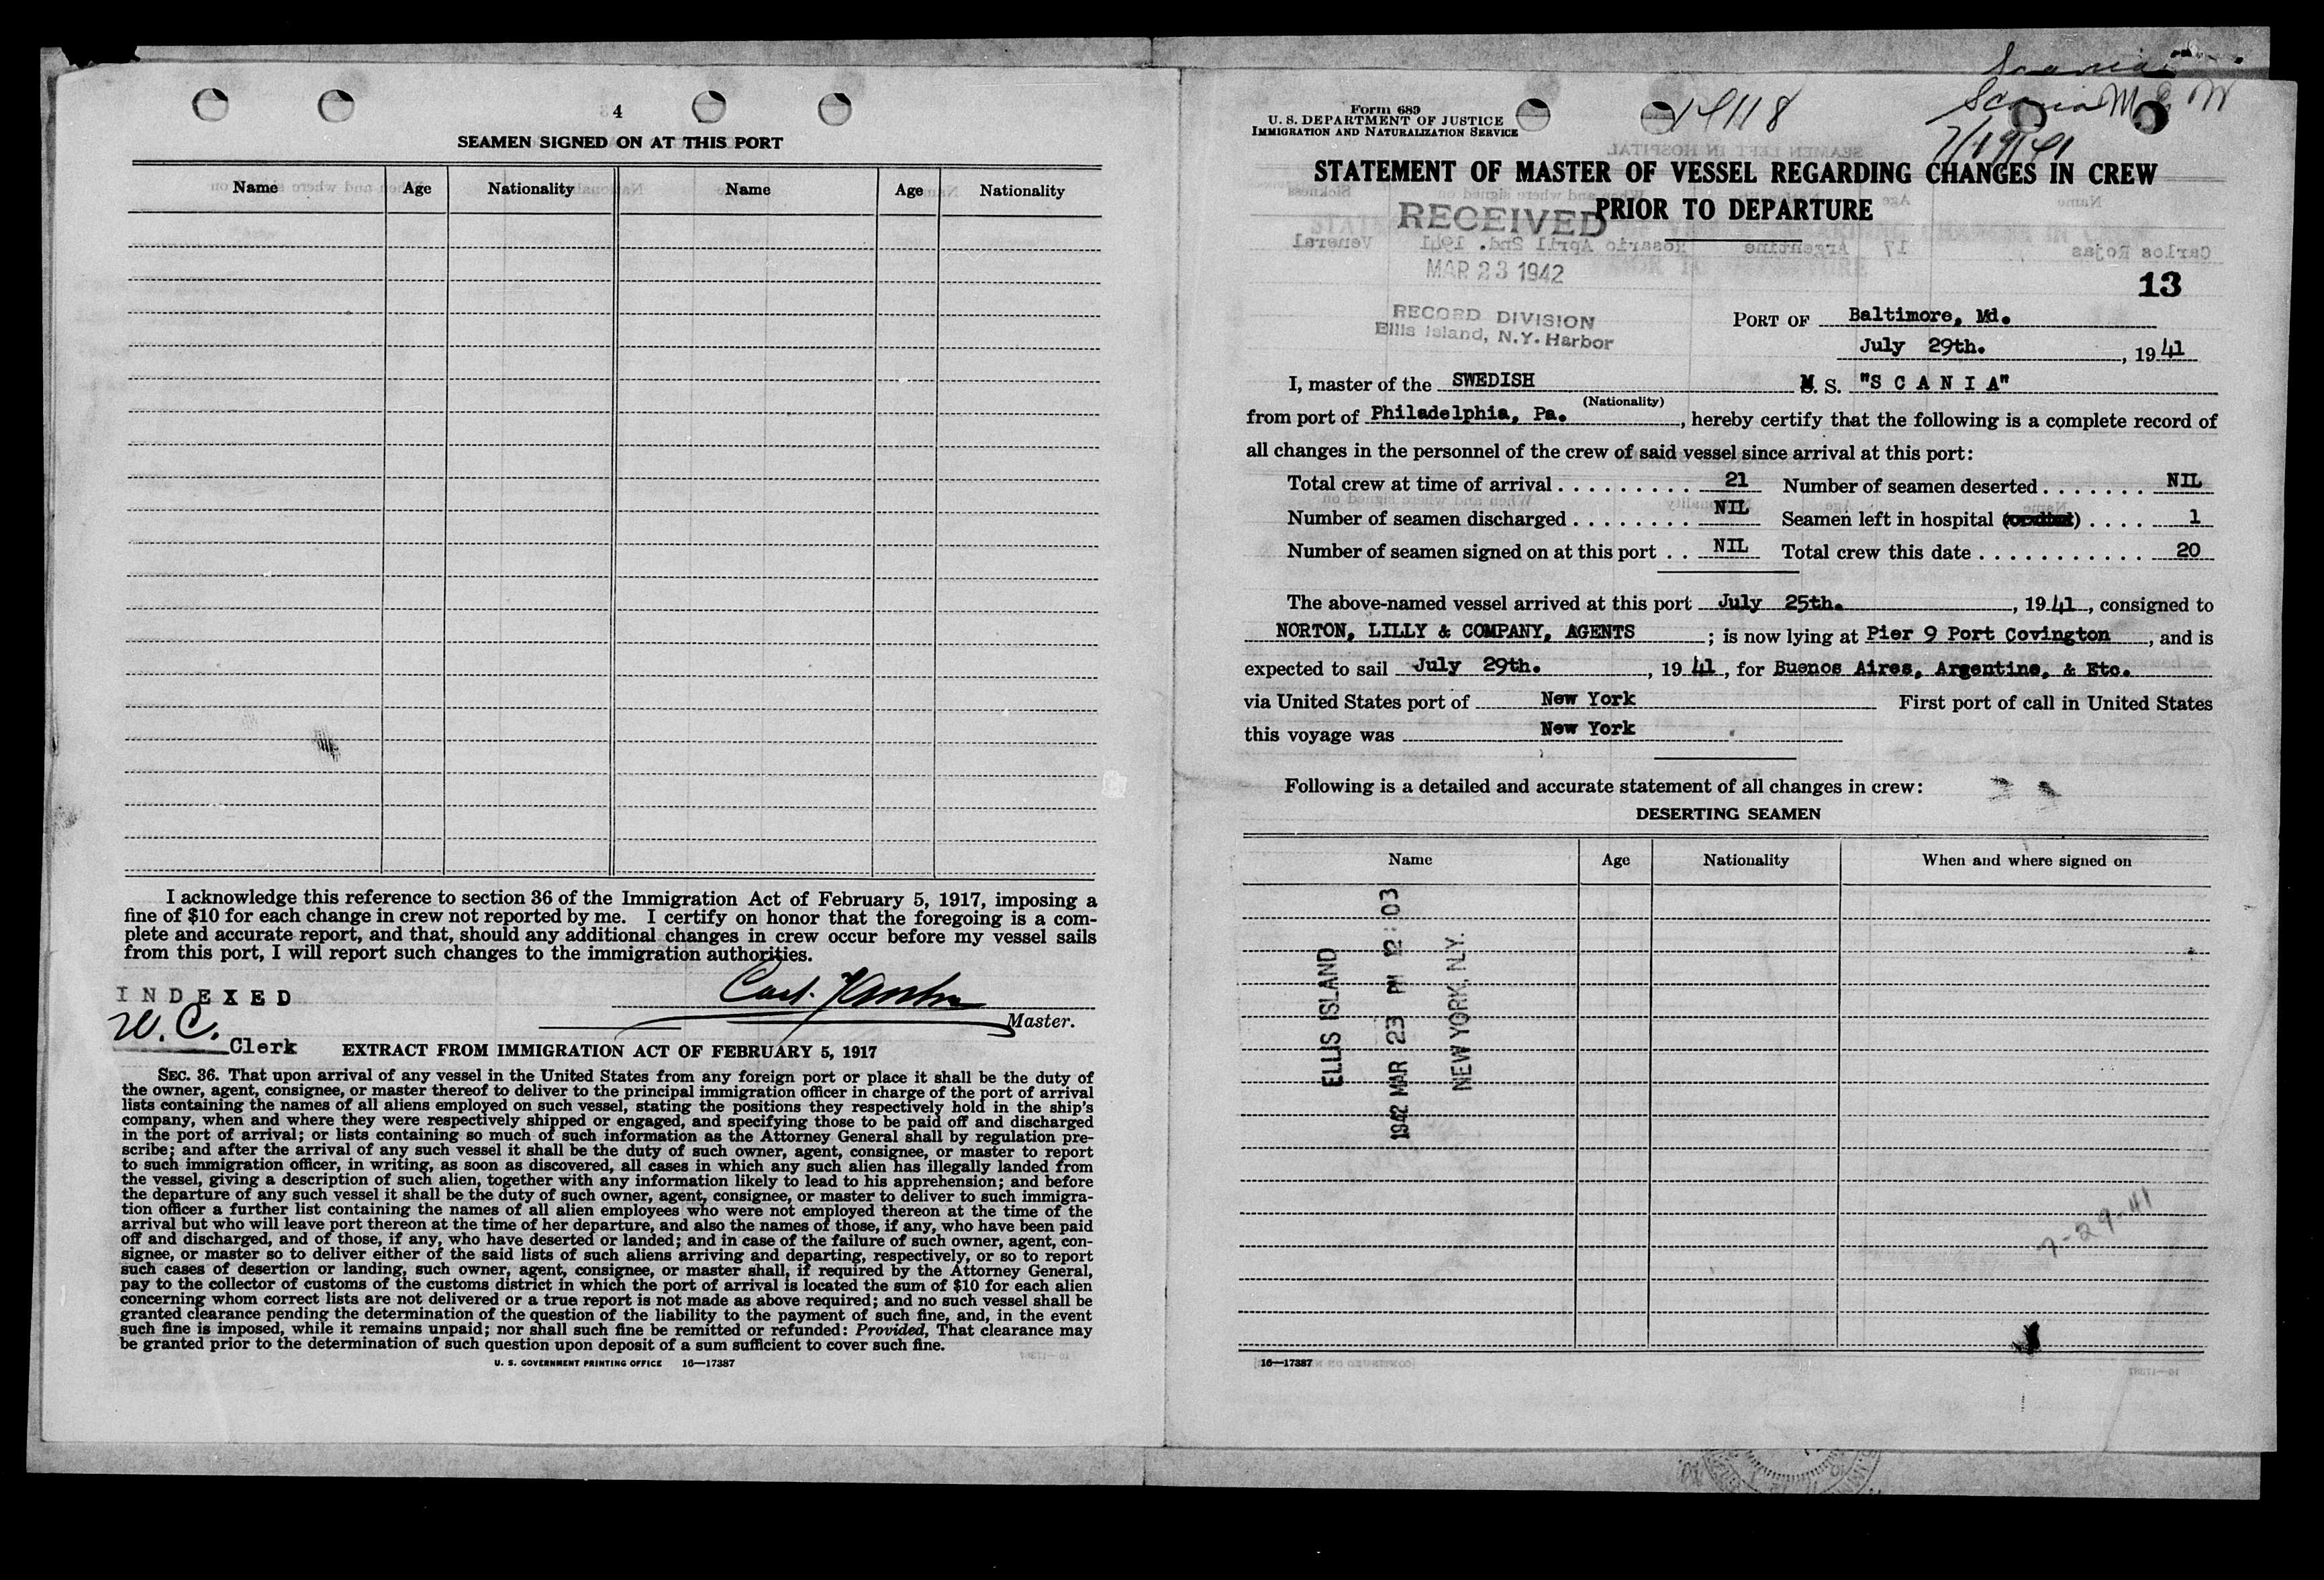 4
SEAMEN SIGNED ON AT THIS PORT
Name Age Nationality Name Age Nationality
I acknowledge this reference to section 36 of the Immigration Act of February 5, 1917, imposing a
fine of $10 for each change in crew not reported by me. I certify on honor that the foregoing is a com-
plete and accurate report, and that, should any additional changes in crew occur before my vessel sails
from this port, I will report such changes to the immigration authorities.
INDEXED
W. C.
Clerk
Master.
EXTRACT FROM IMMIGRATION ACT OF FEBRUARY 5, 1917
SEC. 36. That upon arrival of any vessel in the United States from any foreign port or place it shall be the duty of
the owner, agent, consignee, or master thereof to deliver to the principal immigration officer in charge of the port of arrival
lists containing the names of all aliens employed on such vessel, stating the positions they respectively hold in the ship's
company, when and where they were respectively shipped or engaged, and specifying those to be paid off and discharged
in the port of arrival; or lists containing so much of such information as the Attorney General shall by regulation pre-
scribe; and after the arrival of any such vessel it shall be the duty of such owner, agent, consignee, or master to report
to such immigration officer, in writing, as soon as discovered, all cases in which any such alien has illegally landed from
the vessel, giving a description of such alien, together with any information likely to lead to his apprehension; and before
the departure of any such vessel it shall be the duty of such owner, agent, consignee, or master to deliver to such immigra-
tion officer a further list containing the names of all alien employees who were not employed thereon at the time of the
arrival but who will leave port thereon at the time of her departure, and also the names of those, if any, who have been paid
off and discharged, and of those, if any, who have deserted or landed; and in case of the failure of such owner, agent, con-
signee, or master so to deliver either of the said lists of such aliens arriving and departing, respectively, or so to report
such cases of desertion or landing, such owner, agent, consignee, or master shall, if required by the Attorney General,
pay to the collector of customs of the customs district in which the port of arrival is located the sum of $10 for each alien
concerning whom correct lists are not delivered or a true report is not made as above required; and no such vessel shall be
granted clearance pending the determination of the question of the liability to the payment of such fine, and, in the event
such fine is imposed, while it remains unpaid; nor shall such fine be remitted or refunded: Provided, That clearance may
be granted prior to the determination of such question upon deposit of a sum sufficient to cover such fine.
U. S. GOVERNMENT PRINTING OFFICE 16—17387
Scania
Form 689
U. S. DEPARTMENT OF JUSTICE
IMMIGRATION AND NATURALIZATION SERVICE
Scania
7/19/41
STATEMENT OF MASTER OF VESSEL REGARDING CHANGES IN CREW
PRIOR TO DEPARTURE
RECEIVED
MAR 23 1942
RECORD DIVISION
Ellis Island, N.Y. Harbor
13
PORT OF Baltimore, Md.
July 29th. , 1941
I, master of the SWEDISH M. S. "S C A N I A"
(Nationality)
from port of Philadelphia, Pa. , hereby certify that the following is a complete record of
all changes in the personnel of the crew of said vessel since arrival at this port:
Total crew at time of arrival . . . . . . . . . 21 Number of seamen deserted . . . . . . . NIL
Number of seamen discharged . . . . . . . . NIL Seamen left in hospital . . . . 1
Number of seamen signed on at this port . . NIL Total crew this date . . . . . . . . . . . . 20
The above-named vessel arrived at this port July 25th. , 1941 , consigned to
NORTON, LILLY & COMPANY, AGENTS ; is now lying at Pier 9 Port Covington , and is
expected to sail July 29th. , 1941 , for Buenos Aires, Argentine, & Etc.
via United States port of New York First port of call in United States
this voyage was New York
Following is a detailed and accurate statement of all changes in crew:
DESERTING SEAMEN
Name Age Nationality When and where signed on
ELLIS ISLAND
1942 MAR 23 PM 12:03
NEW YORK, N.Y.
7-29-41
16—17387